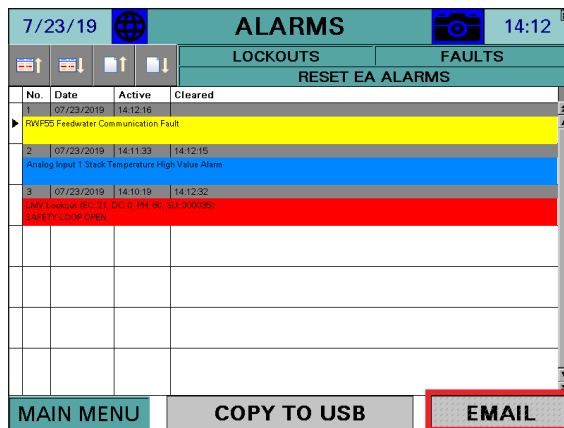 7/23/19 ALARMS 14:12
LOCKOUTS FAULTS
RESET EA ALARMS
No. Date Active Cleared
1 07/23/2019 14:12:16
RWF55 Feedwater Communication Fault
2 07/23/2019 14:11:33 14:12:15
Analog Input 1 Stack Temperature High Value Alarm
3 07/23/2019 14:10:19 14:12:32
LMV Lockout (EC: 21, DC: 0, PH: 60, SU: 000035)
SAFETY LOOP OPEN
MAIN MENU COPY TO USB EMAIL